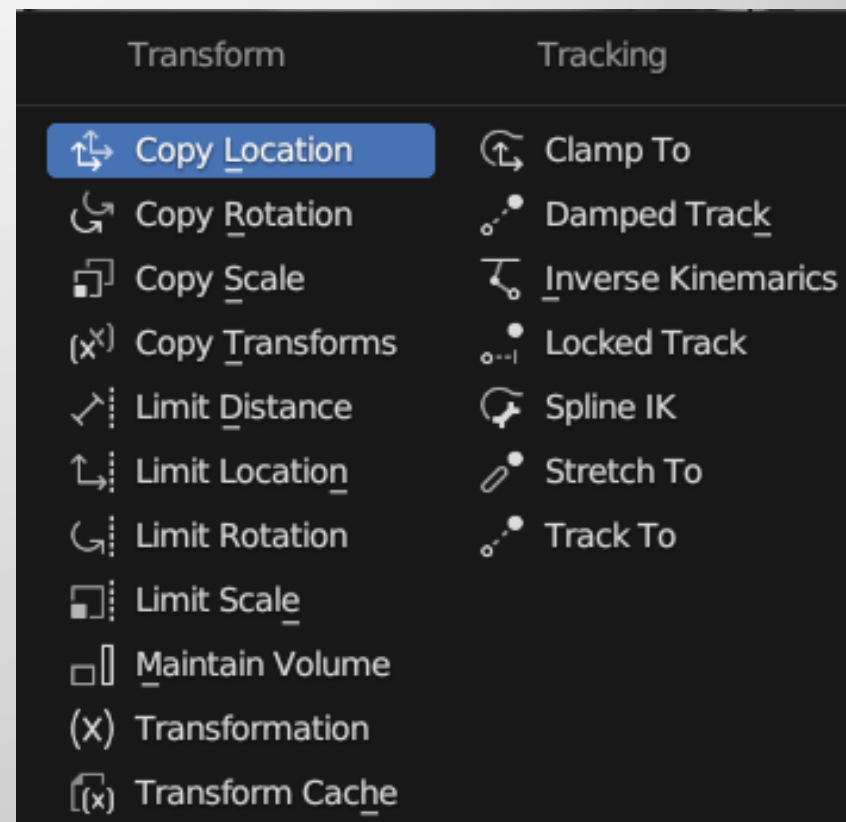 Transform
Copy Location
Copy Rotation
Copy Scale
Copy Transforms
Limit Distance
Limit Location
Limit Rotation
Limit Scale
Maintain Volume
Transformation
Transform Cache
Tracking
Clamp To
Damped Track
Inverse Kinemarics
Locked Track
Spline IK
Stretch To
Track To